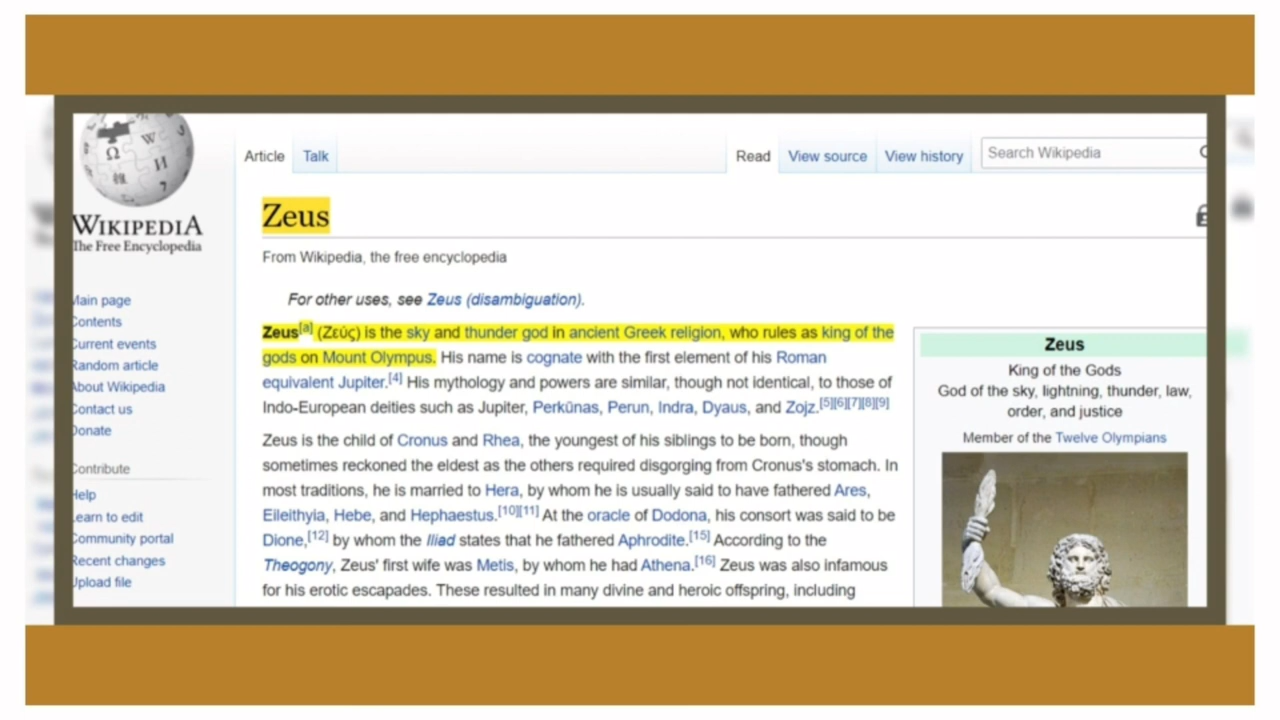 WIKIPEDIA
The Free Encyclopedia
Main page
Contents
Current events
Random article
About Wikipedia
Contact us
Donate
Contribute
Help
Learn to edit
Community portal
Recent changes
Upload file
Article Talk Read View source View history Search Wikipedia
Zeus
From Wikipedia, the free encyclopedia
For other uses, see Zeus (disambiguation).
Zeus[a] (Ζεύς) is the sky and thunder god in ancient Greek religion, who rules as king of the
gods on Mount Olympus. His name is cognate with the first element of his Roman
equivalent Jupiter.[4] His mythology and powers are similar, though not identical, to those of
Indo-European deities such as Jupiter, Perkūnas, Perun, Indra, Dyaus, and Zojz.[5][6][7][8][9]
Zeus is the child of Cronus and Rhea, the youngest of his siblings to be born, though
sometimes reckoned the eldest as the others required disgorging from Cronus's stomach. In
most traditions, he is married to Hera, by whom he is usually said to have fathered Ares,
Eileithyia, Hebe, and Hephaestus.[10][11] At the oracle of Dodona, his consort was said to be
Dione,[12] by whom the Iliad states that he fathered Aphrodite.[15] According to the
Theogony, Zeus' first wife was Metis, by whom he had Athena.[16] Zeus was also infamous
for his erotic escapades. These resulted in many divine and heroic offspring, including
Zeus
King of the Gods
God of the sky, lightning, thunder, law,
order, and justice
Member of the Twelve Olympians